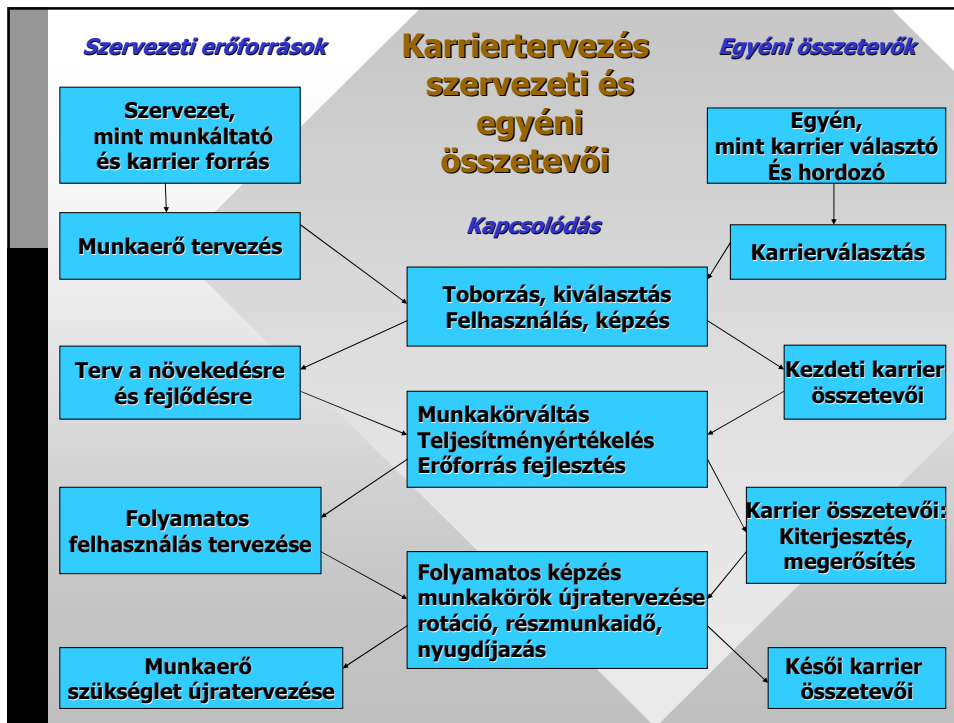 Szervezeti erőforrások
Karriertervezés
szervezeti és
egyéni
összetevői
Egyéni összetevők
Szervezet,
mint munkáltató
és karrier forrás
Egyén,
mint karrier választó
És hordozó
Kapcsolódás
Munkaerő tervezés
Karrierválasztás
Toborzás, kiválasztás
Felhasználás, képzés
Terv a növekedésre
és fejlődésre
Kezdeti karrier
összetevői
Munkakörváltás
Teljesítményértékelés
Erőforrás fejlesztés
Folyamatos
felhasználás tervezése
Karrier összetevői:
Kiterjesztés,
megerősítés
Folyamatos képzés
munkakörök újratervezése
rotáció, részmunkaidő,
nyugdíjazás
Munkaerő
szükséglet újratervezése
Késői karrier
összetevői